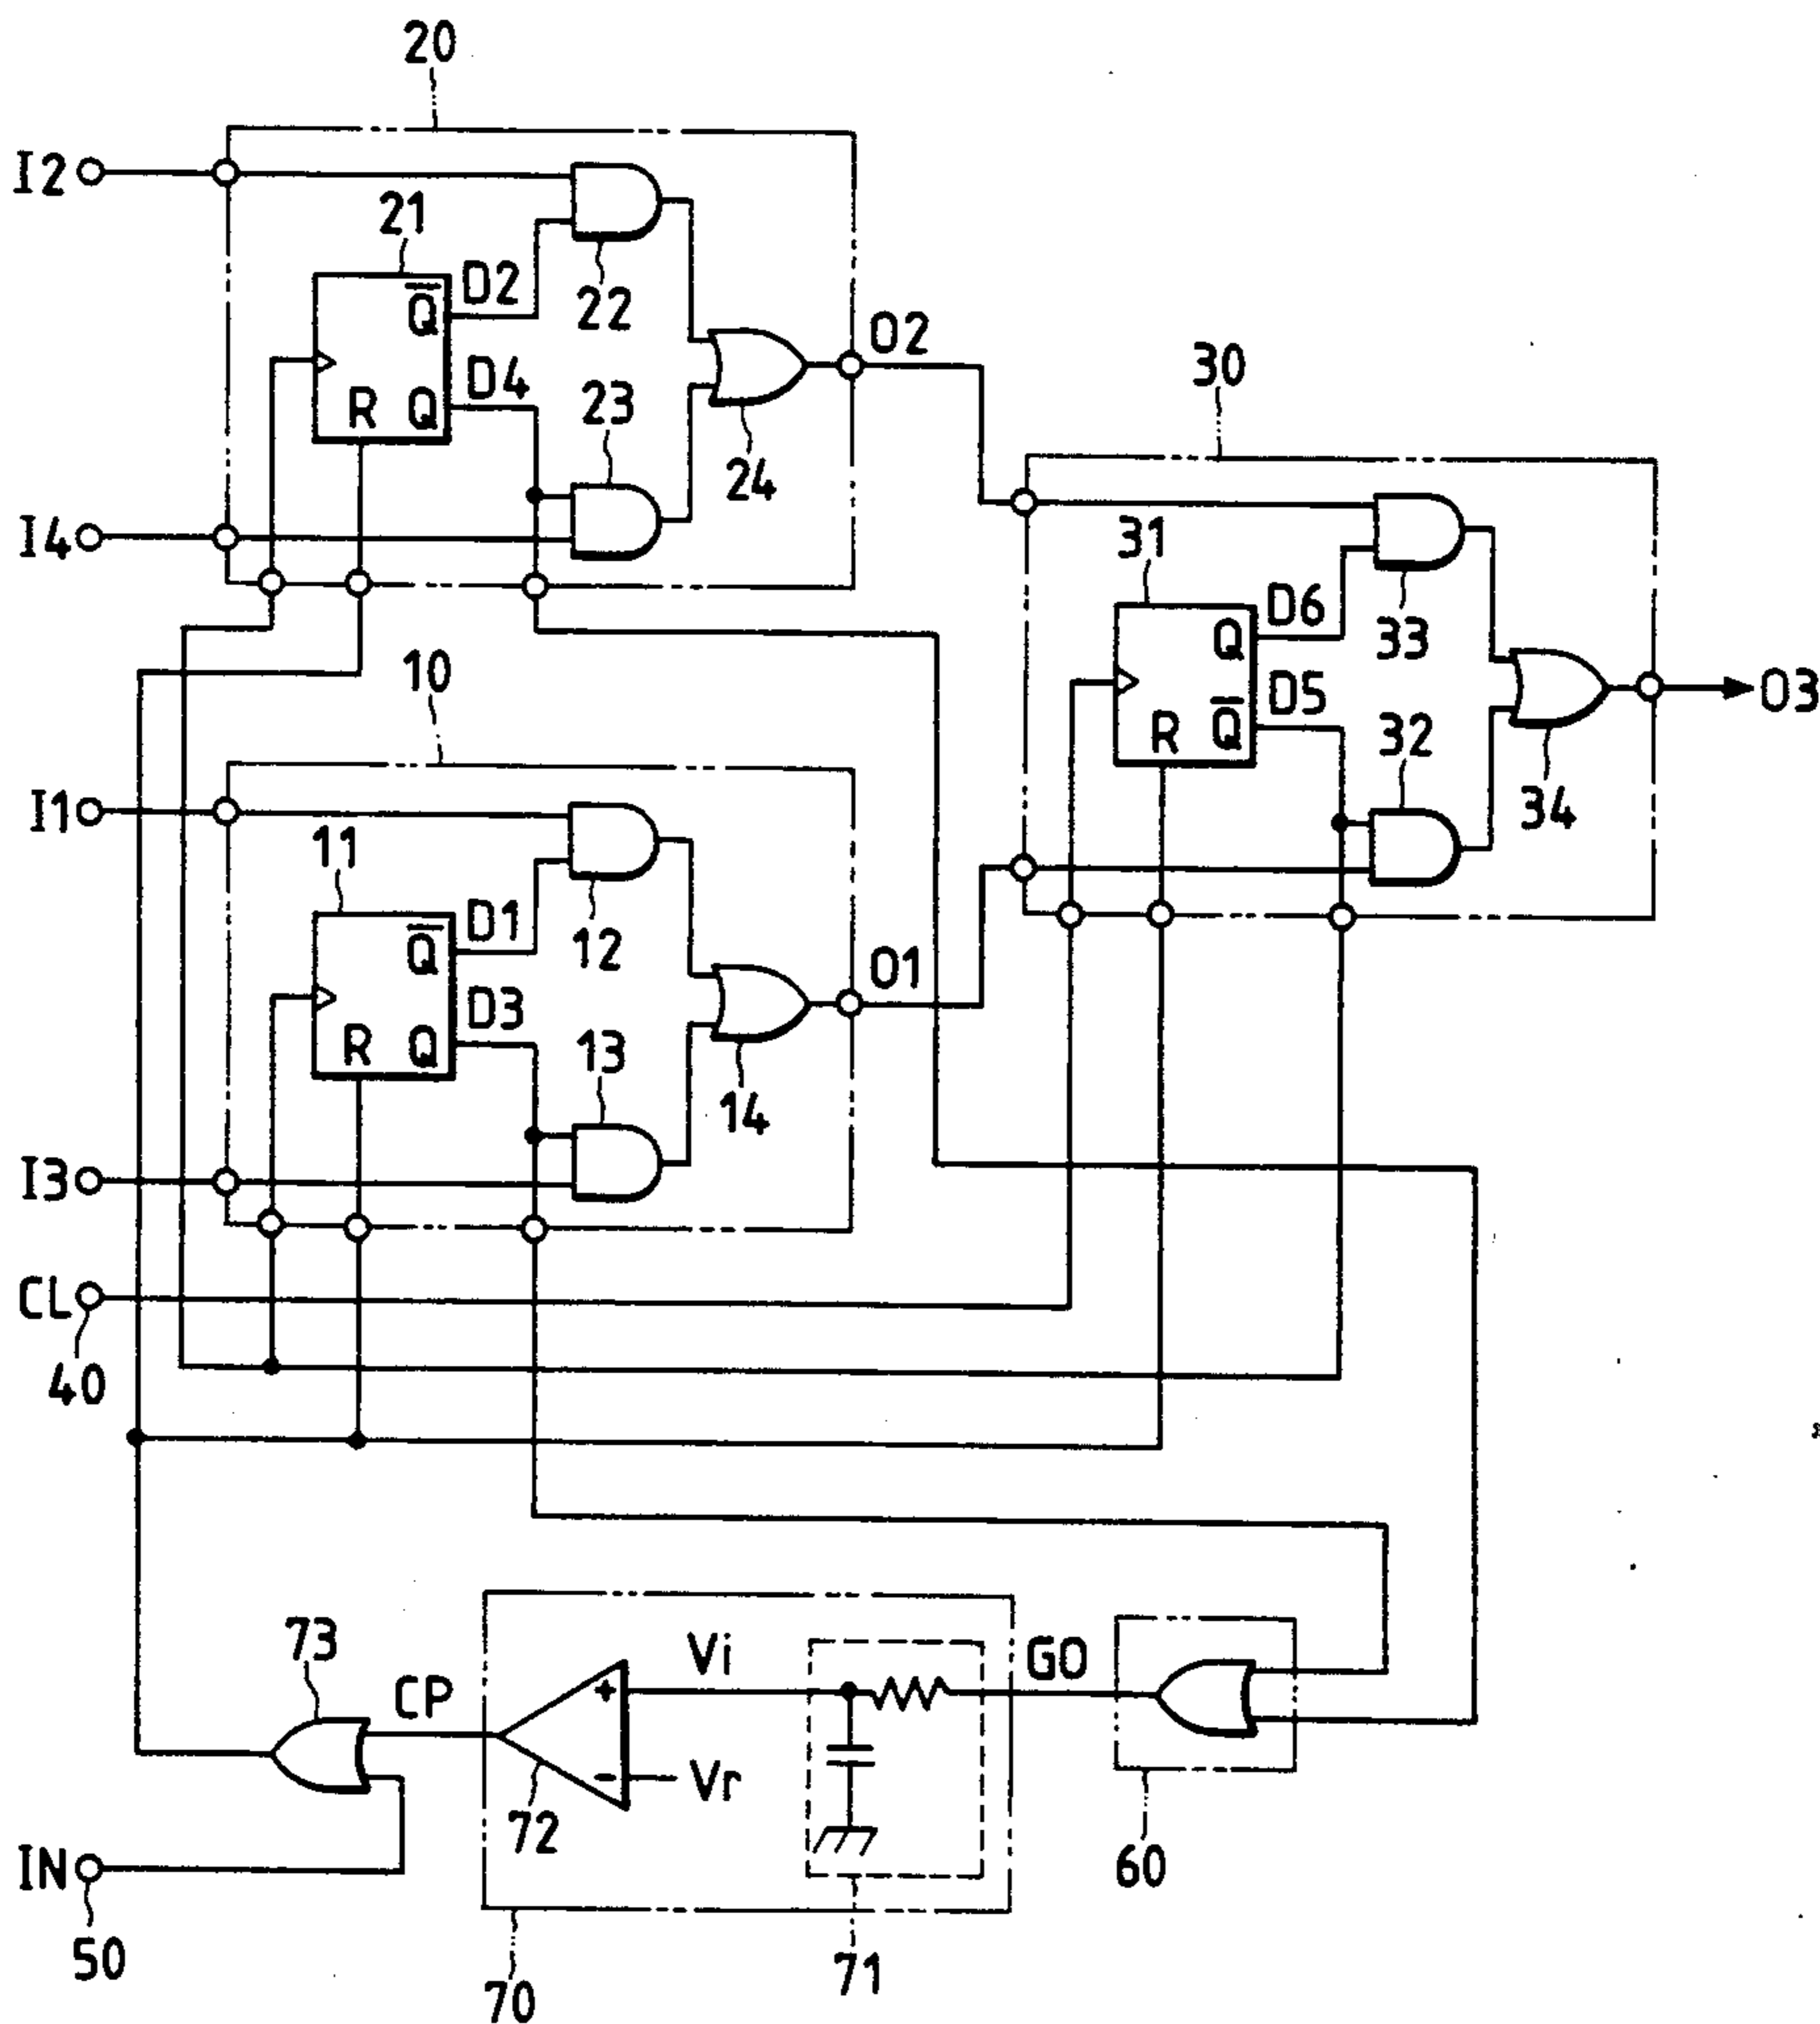 20
I2
21
Q̅
D2
22
R
Q
D4
23
24
O2
I4
30
31
Q
D6
33
R
Q̅
D5
32
34
O3
10
I1
11
Q̅
D1
12
R
Q
D3
13
14
O1
I3
CL
40
73
CP
Vi
GO
+
-
Vr
72
60
IN
50
70
71